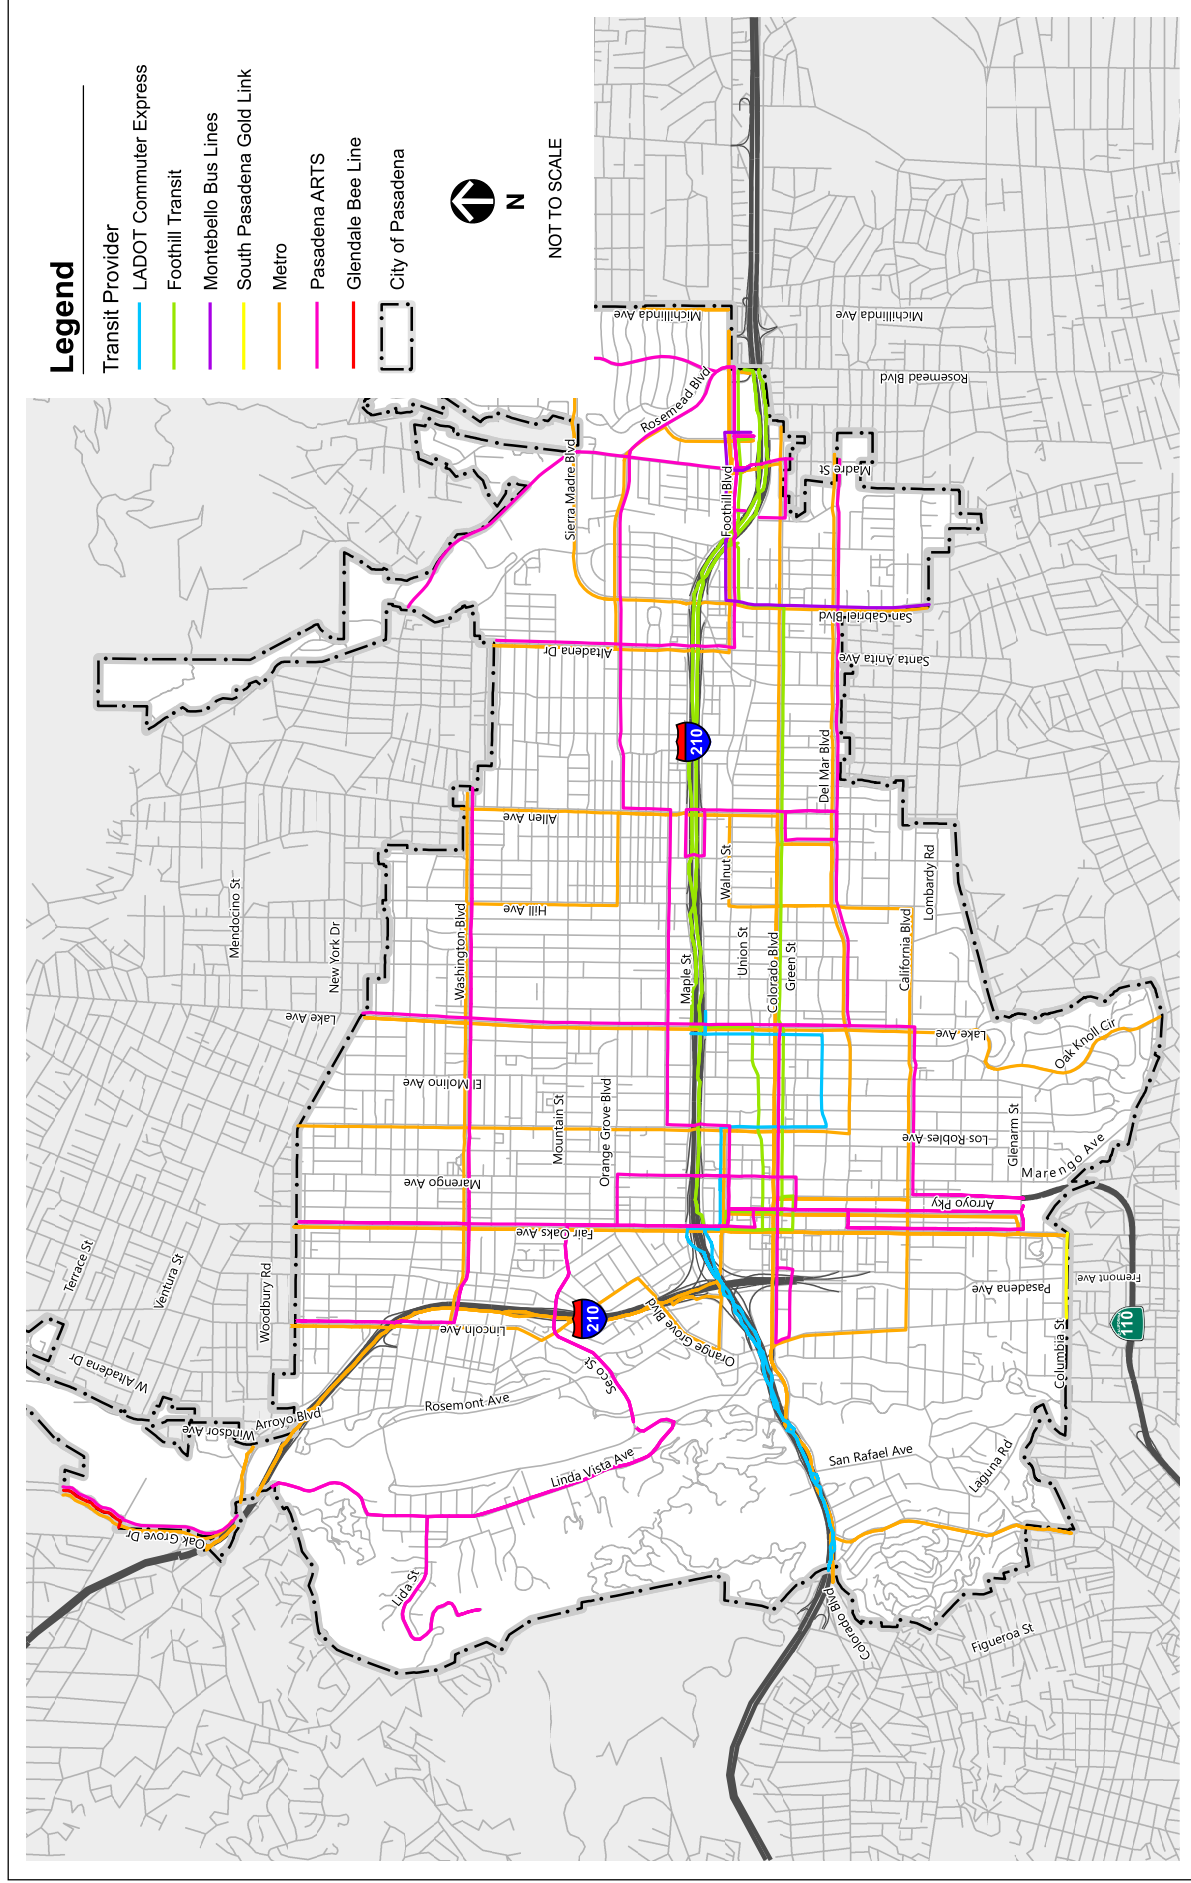 Legend
Transit Provider
LADOT Commuter Express
Foothill Transit
Montebello Bus Lines
South Pasadena Gold Link
Metro
Pasadena ARTS
Glendale Bee Line
City of Pasadena
N
NOT TO SCALE
Michillinda Ave
Michillinda Ave
Rosemead Blvd
Rosemead Blvd
Sierra Madre Blvd
Foothill Blvd
Madre St
San Gabriel Blvd
Santa Anita Ave
Altadena Dr
210
Del Mar Blvd
Allen Ave
Walnut St
Hill Ave
Lombardy Rd
Mendocino St
New York Dr
Washington Blvd
Maple St
Union St
Colorado Blvd
Green St
California Blvd
Lake Ave
Lake Ave
Oak Knoll Cir
El Molino Ave
Mountain St
Orange Grove Blvd
Los Robles Ave
Glenarm St
Marengo Ave
Marengo Ave
Arroyo Pky
Fair Oaks Ave
Terrace St
Ventura St
Woodbury Rd
Pasadena Ave
Fremont Ave
210
110
Lincoln Ave
Orange Grove Blvd
Columbia St
W Altadena Dr
Seco St
Rosemont Ave
Arroyo Blvd
Windsor Ave
Linda Vista Ave
San Rafael Ave
Laguna Rd
Oak Grove Dr
Lida St
Colorado Blvd
Figueroa St